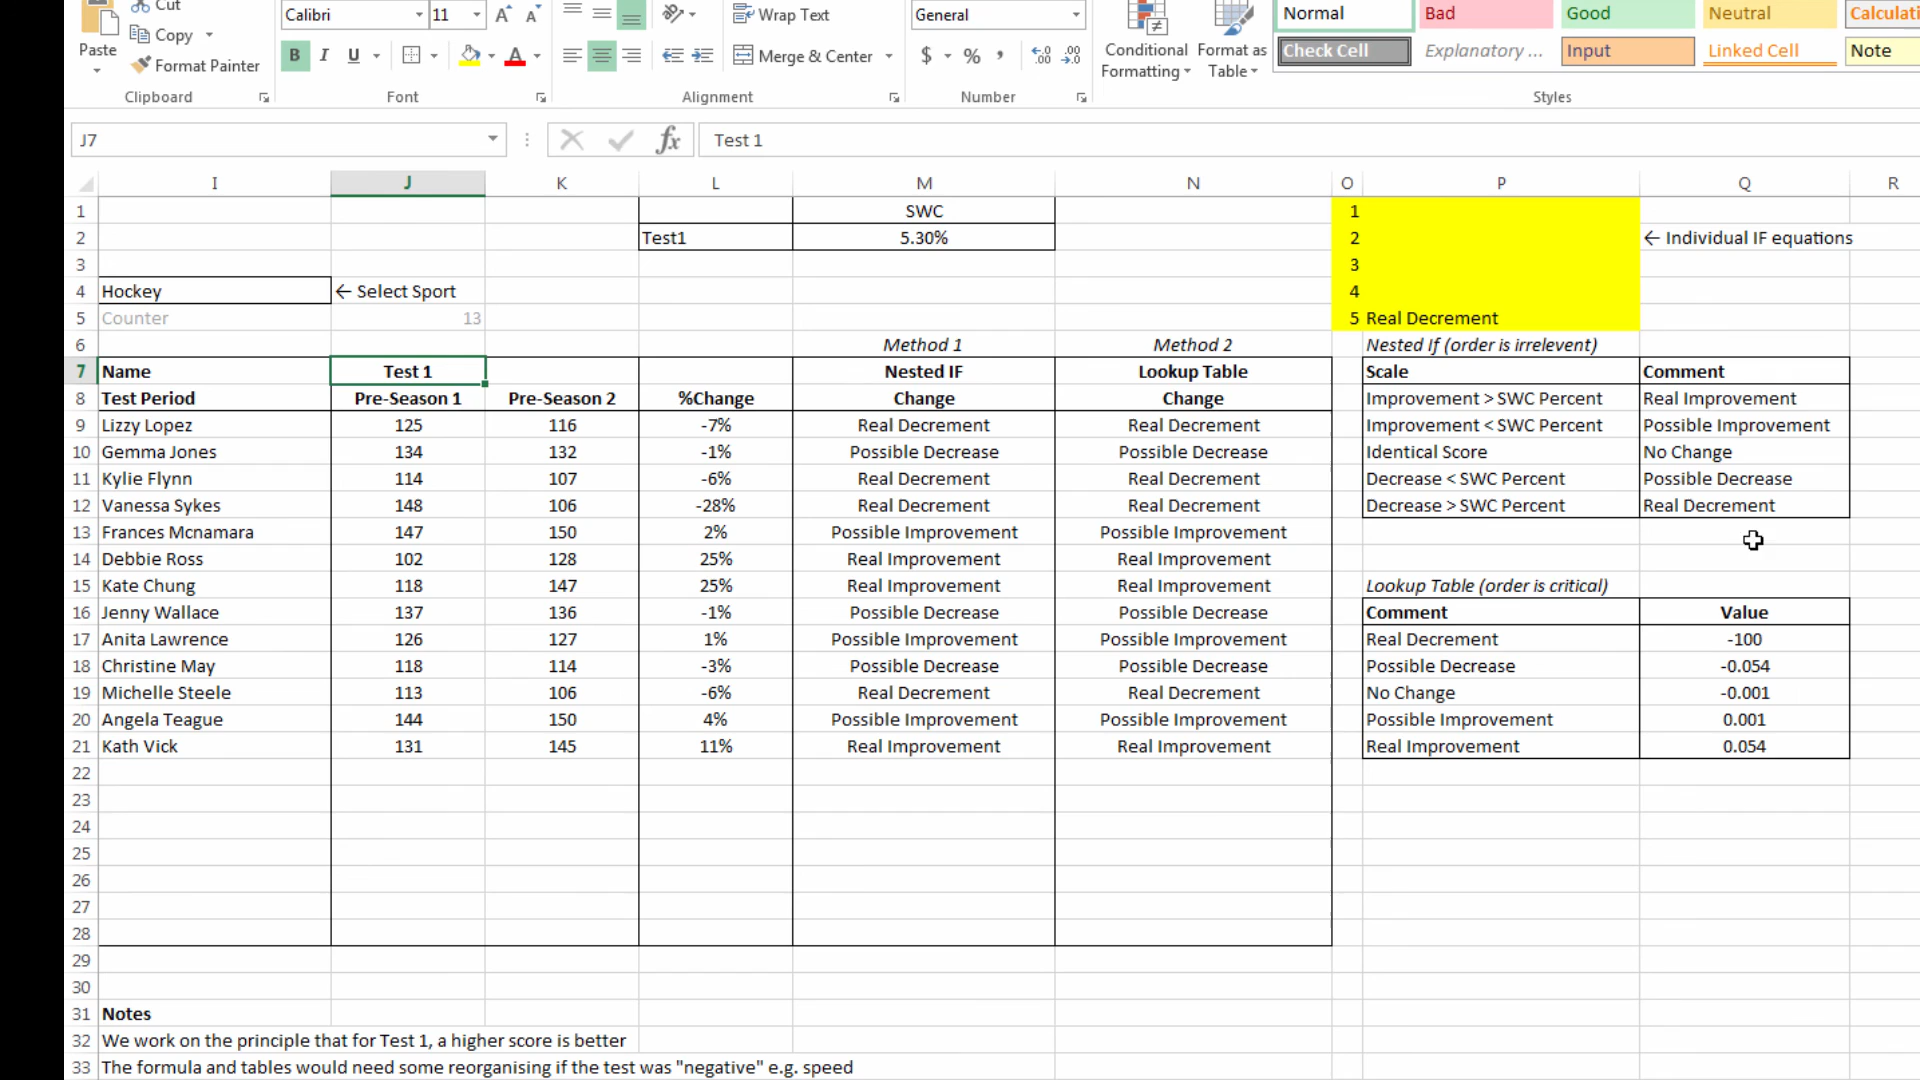 Cut
Calibri 11 A A Wrap Text General Normal Bad Good Neutral Calculati
Paste Copy
Format Painter B I U A Merge & Center $ % , Conditional Formatting Format as Table Check Cell Explanatory ... Input Linked Cell Note
Clipboard Font Alignment Number Styles
J7 fx Test 1
I J K L M N O P Q R
1 SWC 1
2 Test1 5.30% 2 ← Individual IF equations
3 3
4 Hockey ← Select Sport 4
5 Counter 13 5 Real Decrement
6 Method 1 Method 2 Nested If (order is irrelevent)
7 Name Test 1 Nested IF Lookup Table Scale Comment
8 Test Period Pre-Season 1 Pre-Season 2 %Change Change Change Improvement > SWC Percent Real Improvement
9 Lizzy Lopez 125 116 -7% Real Decrement Real Decrement Improvement < SWC Percent Possible Improvement
10 Gemma Jones 134 132 -1% Possible Decrease Possible Decrease Identical Score No Change
11 Kylie Flynn 114 107 -6% Real Decrement Real Decrement Decrease < SWC Percent Possible Decrease
12 Vanessa Sykes 148 106 -28% Real Decrement Real Decrement Decrease > SWC Percent Real Decrement
13 Frances Mcnamara 147 150 2% Possible Improvement Possible Improvement
14 Debbie Ross 102 128 25% Real Improvement Real Improvement
15 Kate Chung 118 147 25% Real Improvement Real Improvement Lookup Table (order is critical)
16 Jenny Wallace 137 136 -1% Possible Decrease Possible Decrease Comment Value
17 Anita Lawrence 126 127 1% Possible Improvement Possible Improvement Real Decrement -100
18 Christine May 118 114 -3% Possible Decrease Possible Decrease Possible Decrease -0.054
19 Michelle Steele 113 106 -6% Real Decrement Real Decrement No Change -0.001
20 Angela Teague 144 150 4% Possible Improvement Possible Improvement Possible Improvement 0.001
21 Kath Vick 131 145 11% Real Improvement Real Improvement Real Improvement 0.054
22
23
24
25
26
27
28
29
30
31 Notes
32 We work on the principle that for Test 1, a higher score is better
33 The formula and tables would need some reorganising if the test was "negative" e.g. speed